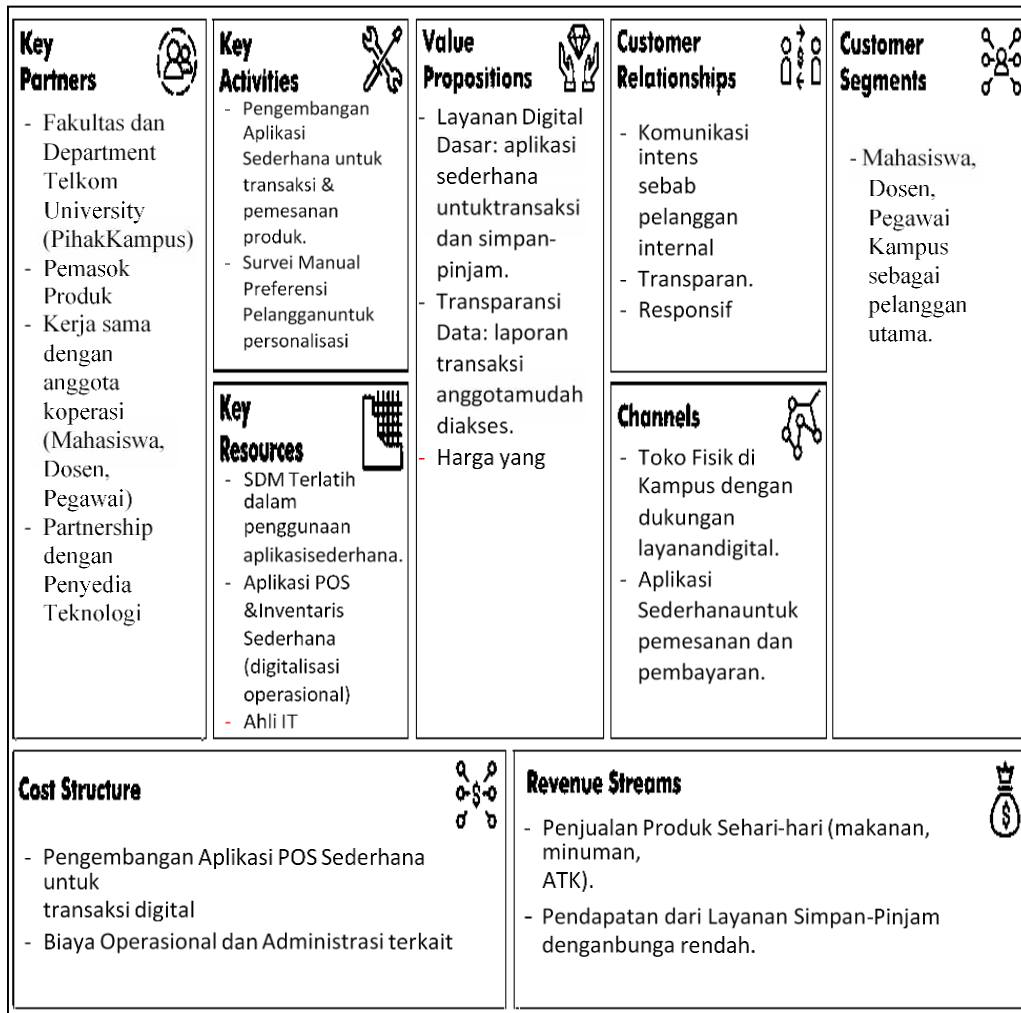 Key
Partners
- Fakultas dan
Department
Telkom
University
(PihakKampus)
- Pemasok
Produk
- Kerja sama
dengan
anggota
koperasi
(Mahasiswa,
Dosen,
Pegawai)
- Partnership
dengan
Penyedia
Teknologi
Key
Activities
- Pengembangan
Aplikasi
Sederhana untuk
transaksi &
pemesanan
produk.
- Survei Manual
Preferensi
Pelangganuntuk
personalisasi
Key
Resources
- SDM Terlatih
dalam
penggunaan
aplikasisederhana.
- Aplikasi POS
&Inventaris
Sederhana
(digitalisasi
operasional)
- Ahli IT
Value
Propositions
- Layanan Digital
Dasar: aplikasi
sederhana
untuktransaksi
dan simpan-
pinjam.
- Transparansi
Data: laporan
transaksi
anggotamudah
diakses.
- Harga yang
Customer
Relationships
- Komunikasi
intens
sebab
pelanggan
internal
- Transparan.
- Responsif
Channels
- Toko Fisik di
Kampus dengan
dukungan
layanandigital.
- Aplikasi
Sederhanauntuk
pemesanan dan
pembayaran.
Customer
Segments
- Mahasiswa,
Dosen,
Pegawai
Kampus
sebagai
pelanggan
utama.
Cost Structure
- Pengembangan Aplikasi POS Sederhana
untuk
transaksi digital
- Biaya Operasional dan Administrasi terkait
Revenue Streams
- Penjualan Produk Sehari-hari (makanan,
minuman,
ATK).
- Pendapatan dari Layanan Simpan-Pinjam
denganbunga rendah.